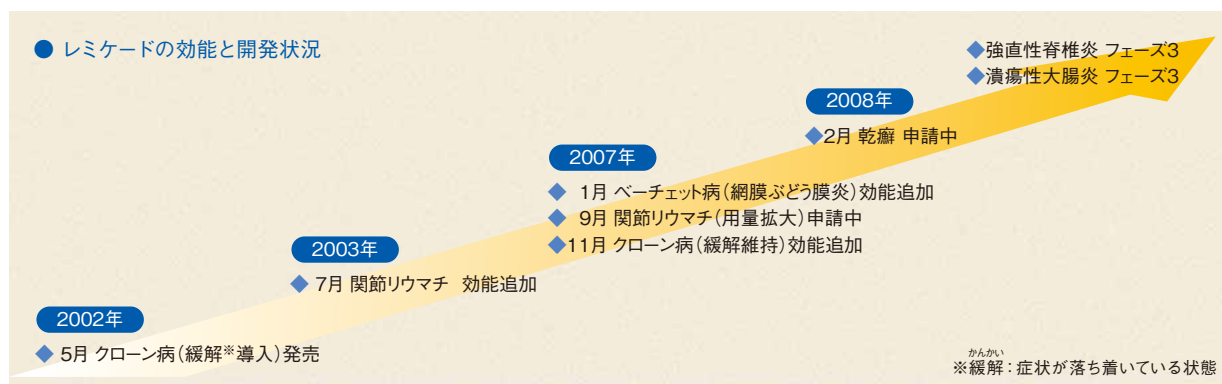 ● レミケードの効能と開発状況
2002年
◆ 5月 クローン病(緩解※導入)発売
2003年
◆ 7月 関節リウマチ 効能追加
2007年
◆ 1月 ベーチェット病(網膜ぶどう膜炎)効能追加
◆ 9月 関節リウマチ(用量拡大)申請中
◆11月 クローン病(緩解維持)効能追加
2008年
◆2月 乾癬 申請中
◆強直性脊椎炎 フェーズ3
◆潰瘍性大腸炎 フェーズ3
かんかい
※緩解:症状が落ち着いている状態